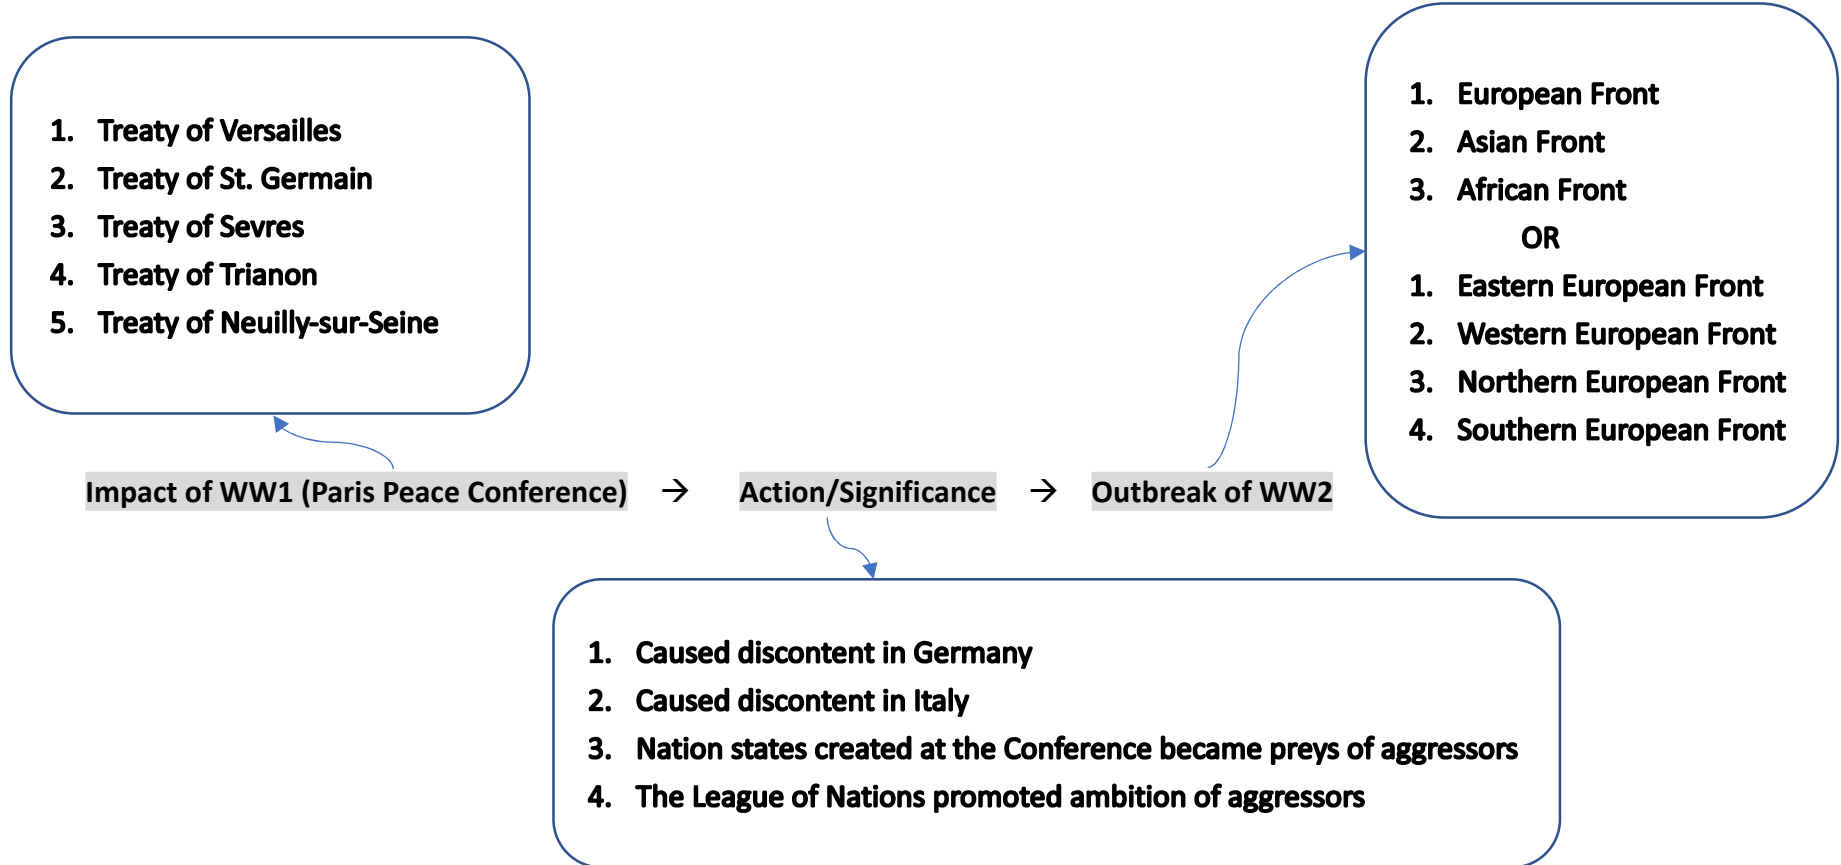 1. Treaty of Versailles
2. Treaty of St. Germain
3. Treaty of Sevres
4. Treaty of Trianon
5. Treaty of Neuilly-sur-Seine
1. European Front
2. Asian Front
3. African Front
OR
1. Eastern European Front
2. Western European Front
3. Northern European Front
4. Southern European Front
Impact of WW1 (Paris Peace Conference) → Action/Significance → Outbreak of WW2
1. Caused discontent in Germany
2. Caused discontent in Italy
3. Nation states created at the Conference became preys of aggressors
4. The League of Nations promoted ambition of aggressors